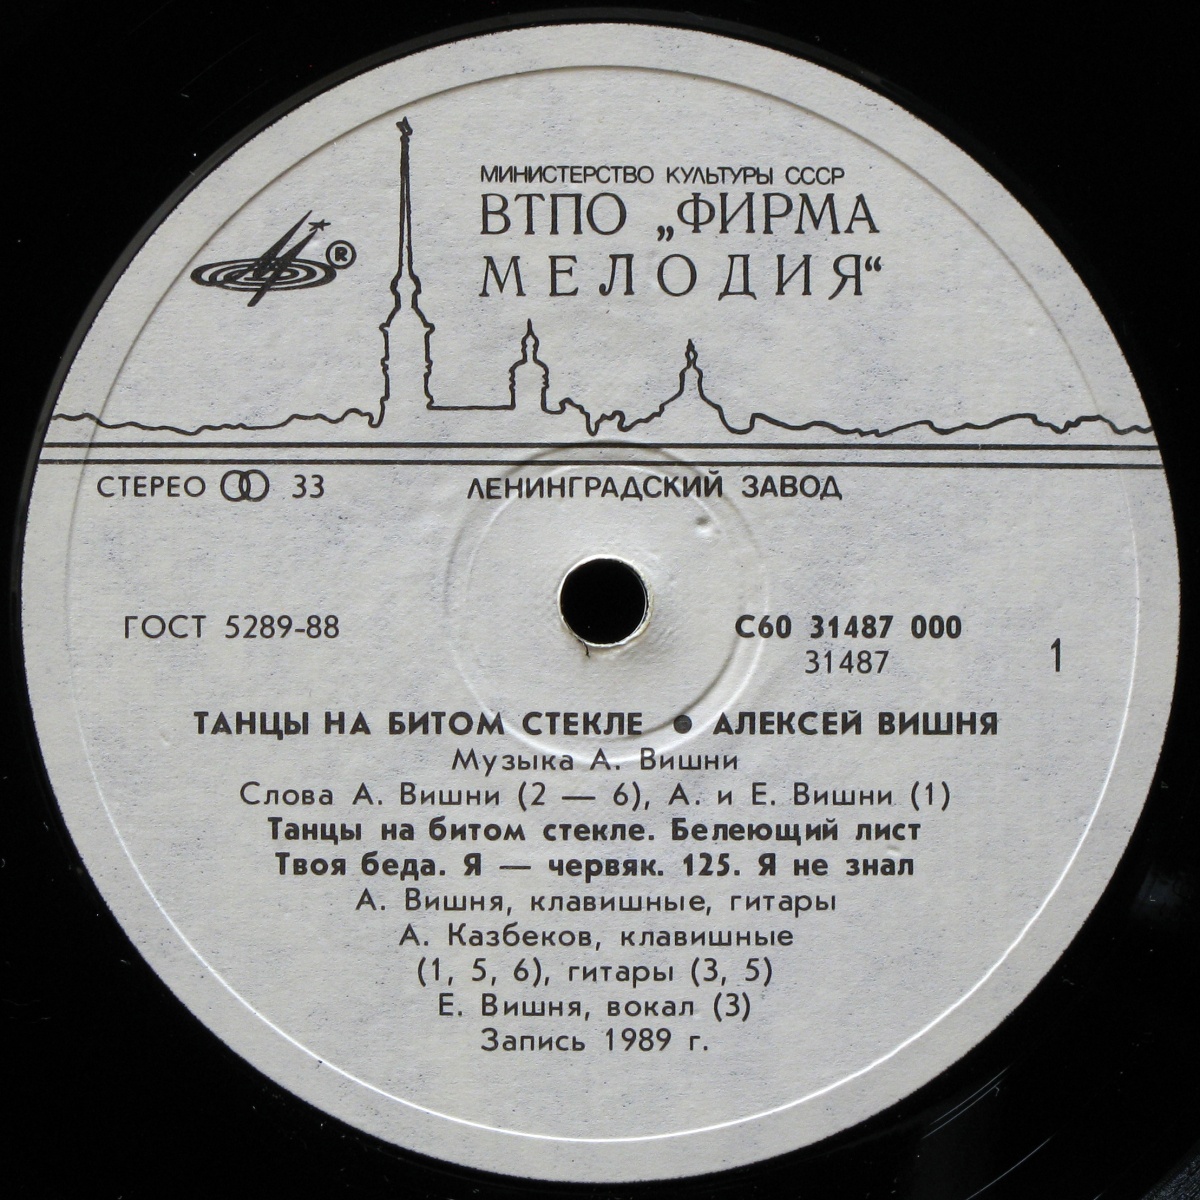 МИНИСТЕРСТВО КУЛЬТУРЫ СССР
ВТПО „ФИРМА
МЕЛОДИЯ“
®
СТЕРЕО 33
ЛЕНИНГРАДСКИЙ ЗАВОД
ГОСТ 5289-88
С60 31487 000
31487
1
ТАНЦЫ НА БИТОМ СТЕКЛЕ ● АЛЕКСЕЙ ВИШНЯ
Музыка А. Вишни
Слова А. Вишни (2 — 6), А. и Е. Вишни (1)
Танцы на битом стекле. Белеющий лист
Твоя беда. Я — червяк. 125. Я не знал
А. Вишня, клавишные, гитары
А. Казбеков, клавишные
(1, 5, 6), гитары (3, 5)
Е. Вишня, вокал (3)
Запись 1989 г.